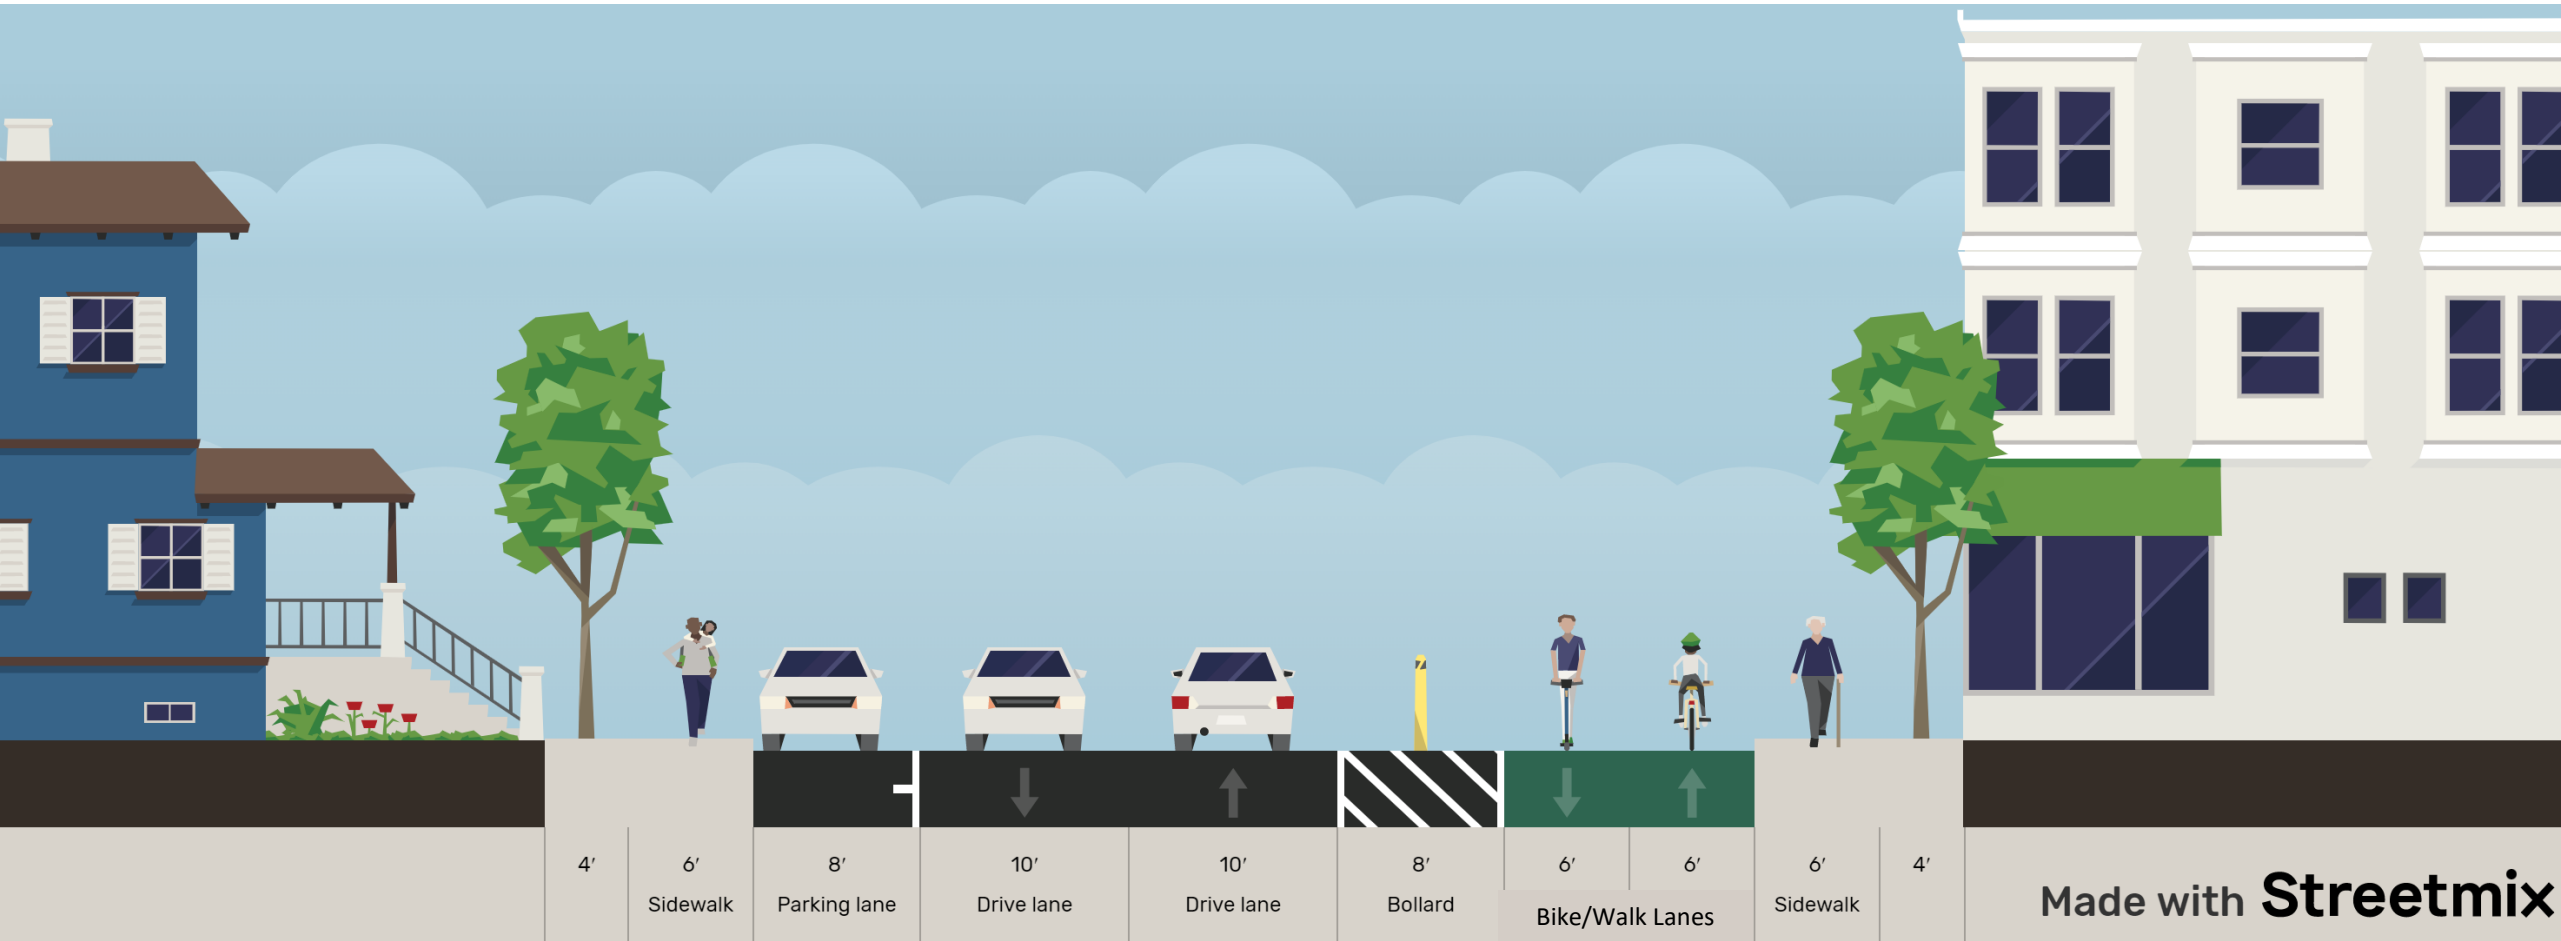 4′ 6′ 8′ 10′ 10′ 8′ 6′ 6′ 6′ 4′
Sidewalk Parking lane Drive lane Drive lane Bollard Bike/Walk Lanes Sidewalk
Made with Streetmix